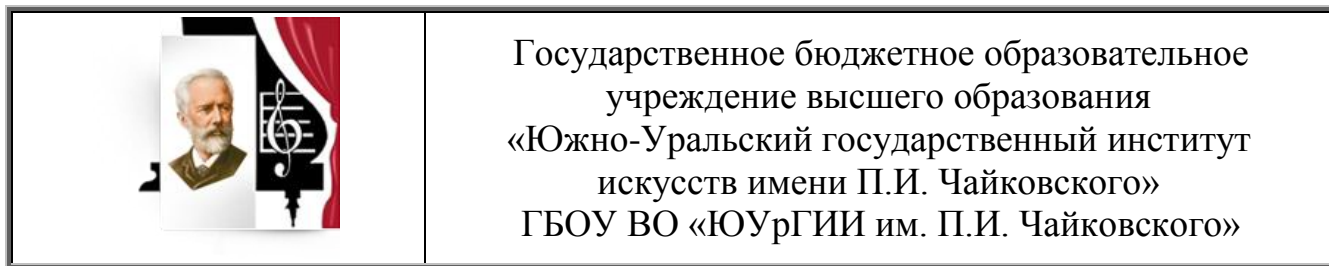 Государственное бюджетное образовательное
учреждение высшего образования
«Южно-Уральский государственный институт
искусств имени П.И. Чайковского»
ГБОУ ВО «ЮУрГИИ им. П.И. Чайковского»